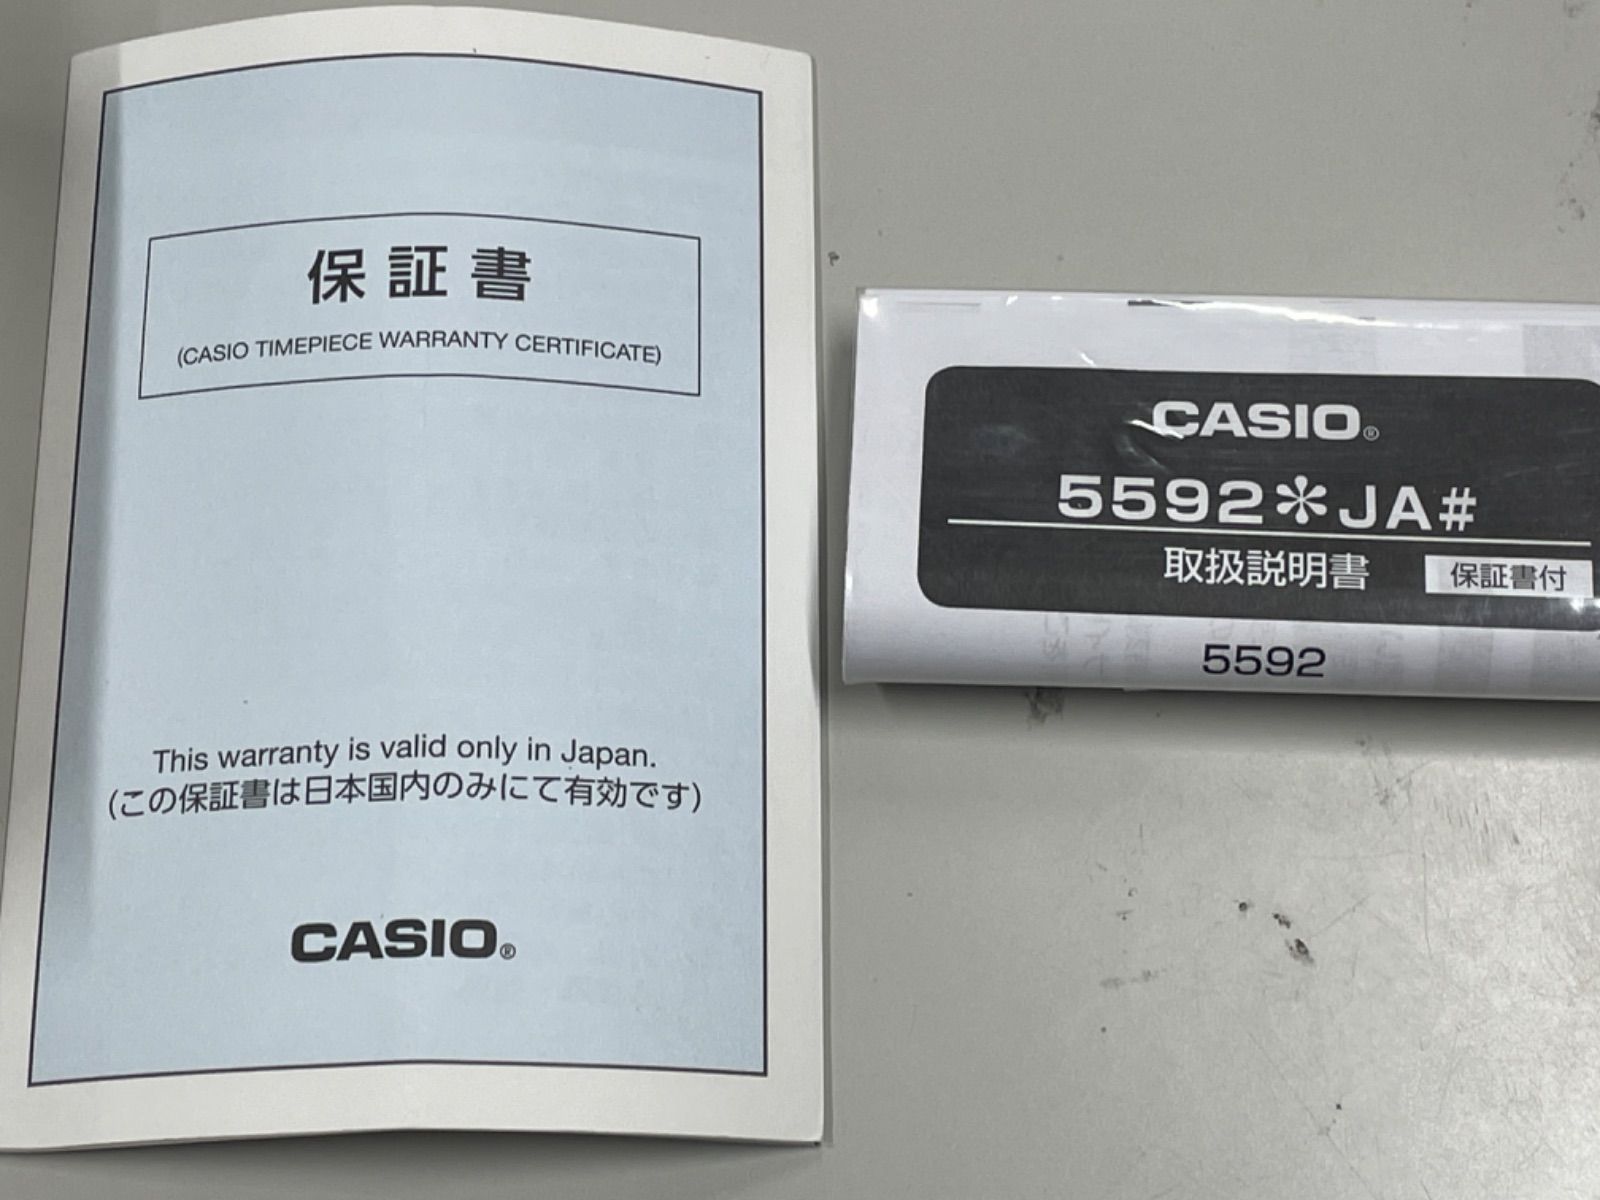 保証書
(CASIO TIMEPIECE WARRANTY CERTIFICATE)
This warranty is valid only in Japan.
(この保証書は日本国内のみにて有効です)
CASIO®
CASIO®
5592*JA#
取扱説明書 保証書付
5592